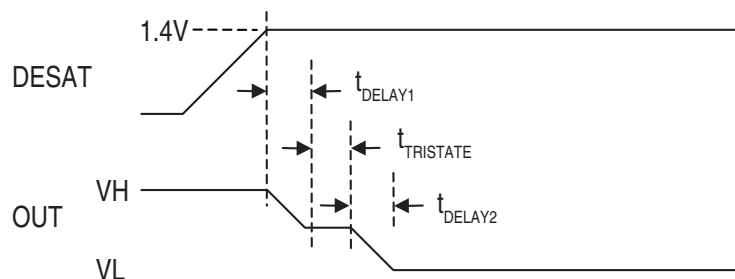 1.4V
DESAT
tDELAY1
tTRISTATE
VH
OUT
tDELAY2
VL